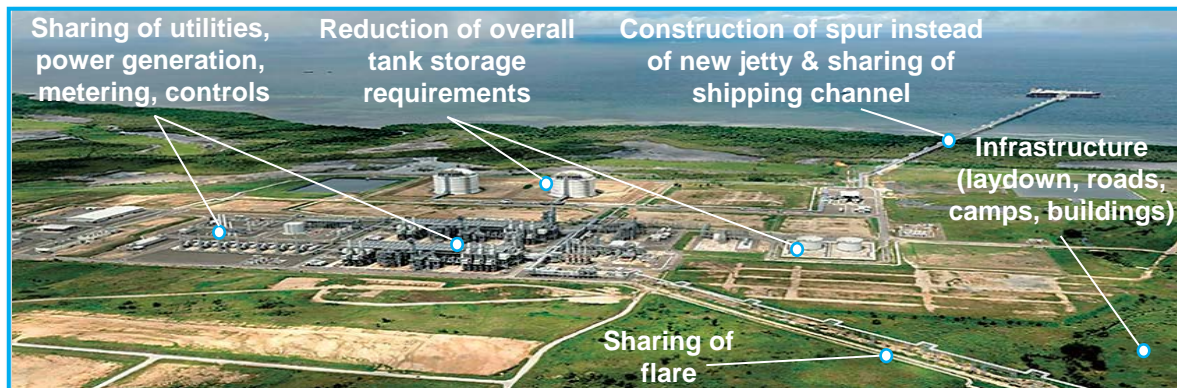 Sharing of utilities,
power generation,
metering, controls
Reduction of overall
tank storage
requirements
Construction of spur instead
of new jetty & sharing of
shipping channel
Infrastructure
(laydown, roads,
camps, buildings)
Sharing of
flare